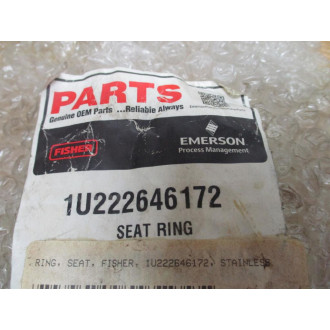 PARTS
Genuine OEM Parts ...Reliable Always
FISHER
EMERSON
Process Management
1U222646172
SEAT RING
RING, SEAT, FISHER, 1U222646172, STAINLESS